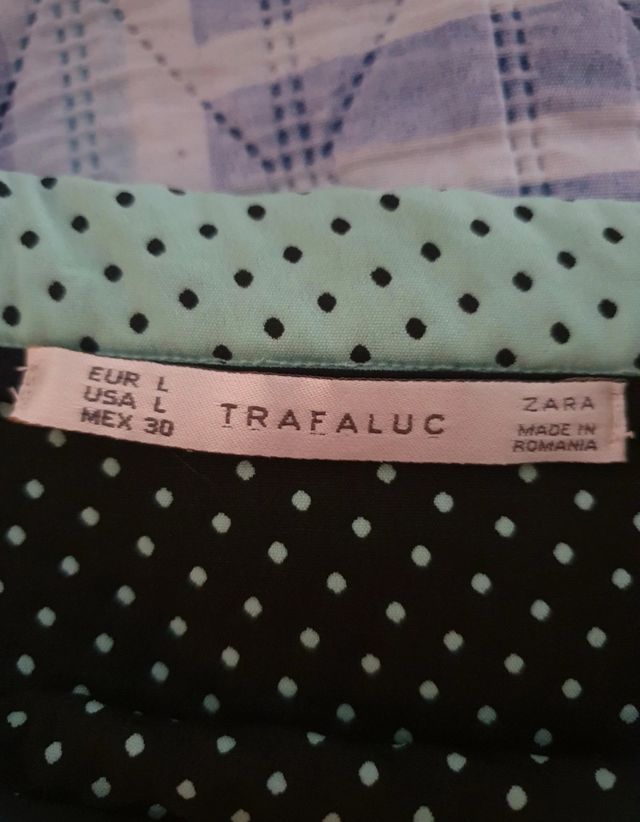 EUR L
USA L
MEX 30
TRAFALUC
ZARA
MADE IN
ROMANIA